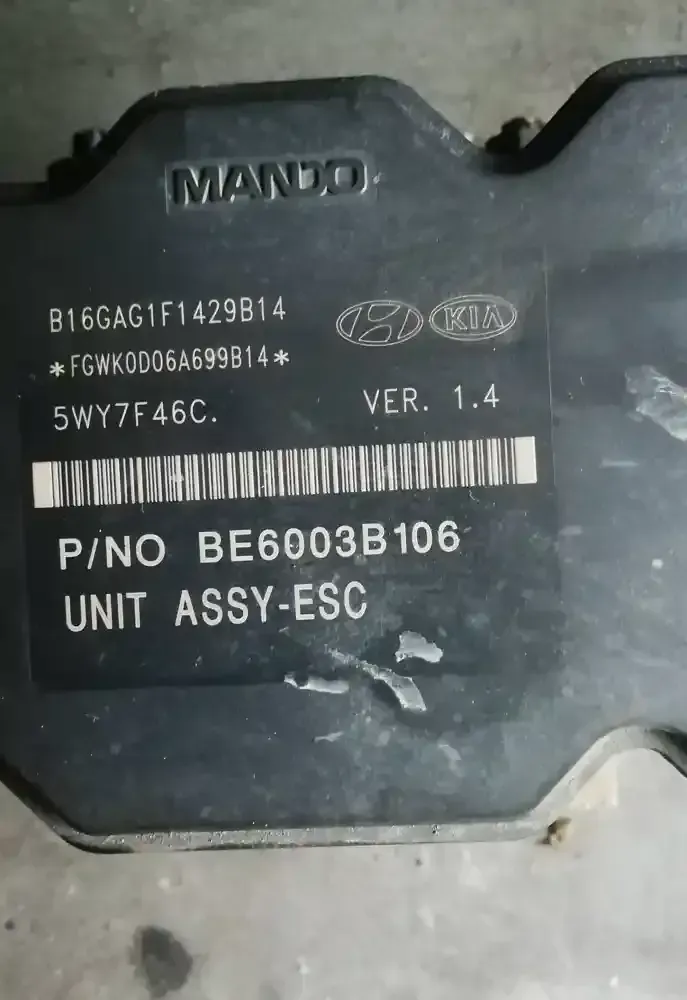 MANDO
B16GAG1F1429B14
KIA
*FGWK0D06A699B14*
5WY7F46C. VER. 1.4
P/NO BE6003B106
UNIT ASSY-ESC